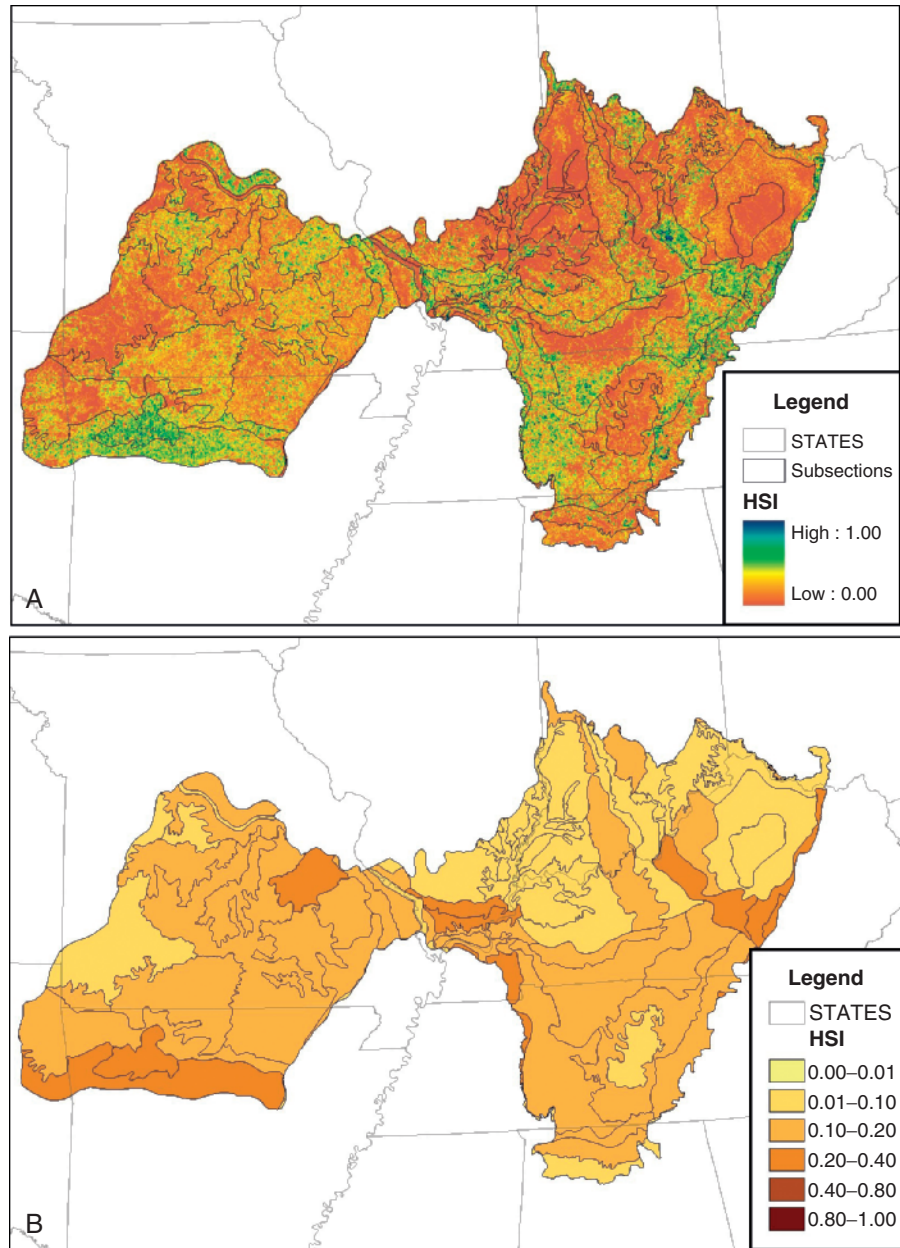 Legend
STATES
Subsections
HSI
High : 1.00
Low : 0.00
A
Legend
STATES
HSI
0.00–0.01
0.01–0.10
0.10–0.20
0.20–0.40
0.40–0.80
0.80–1.00
B